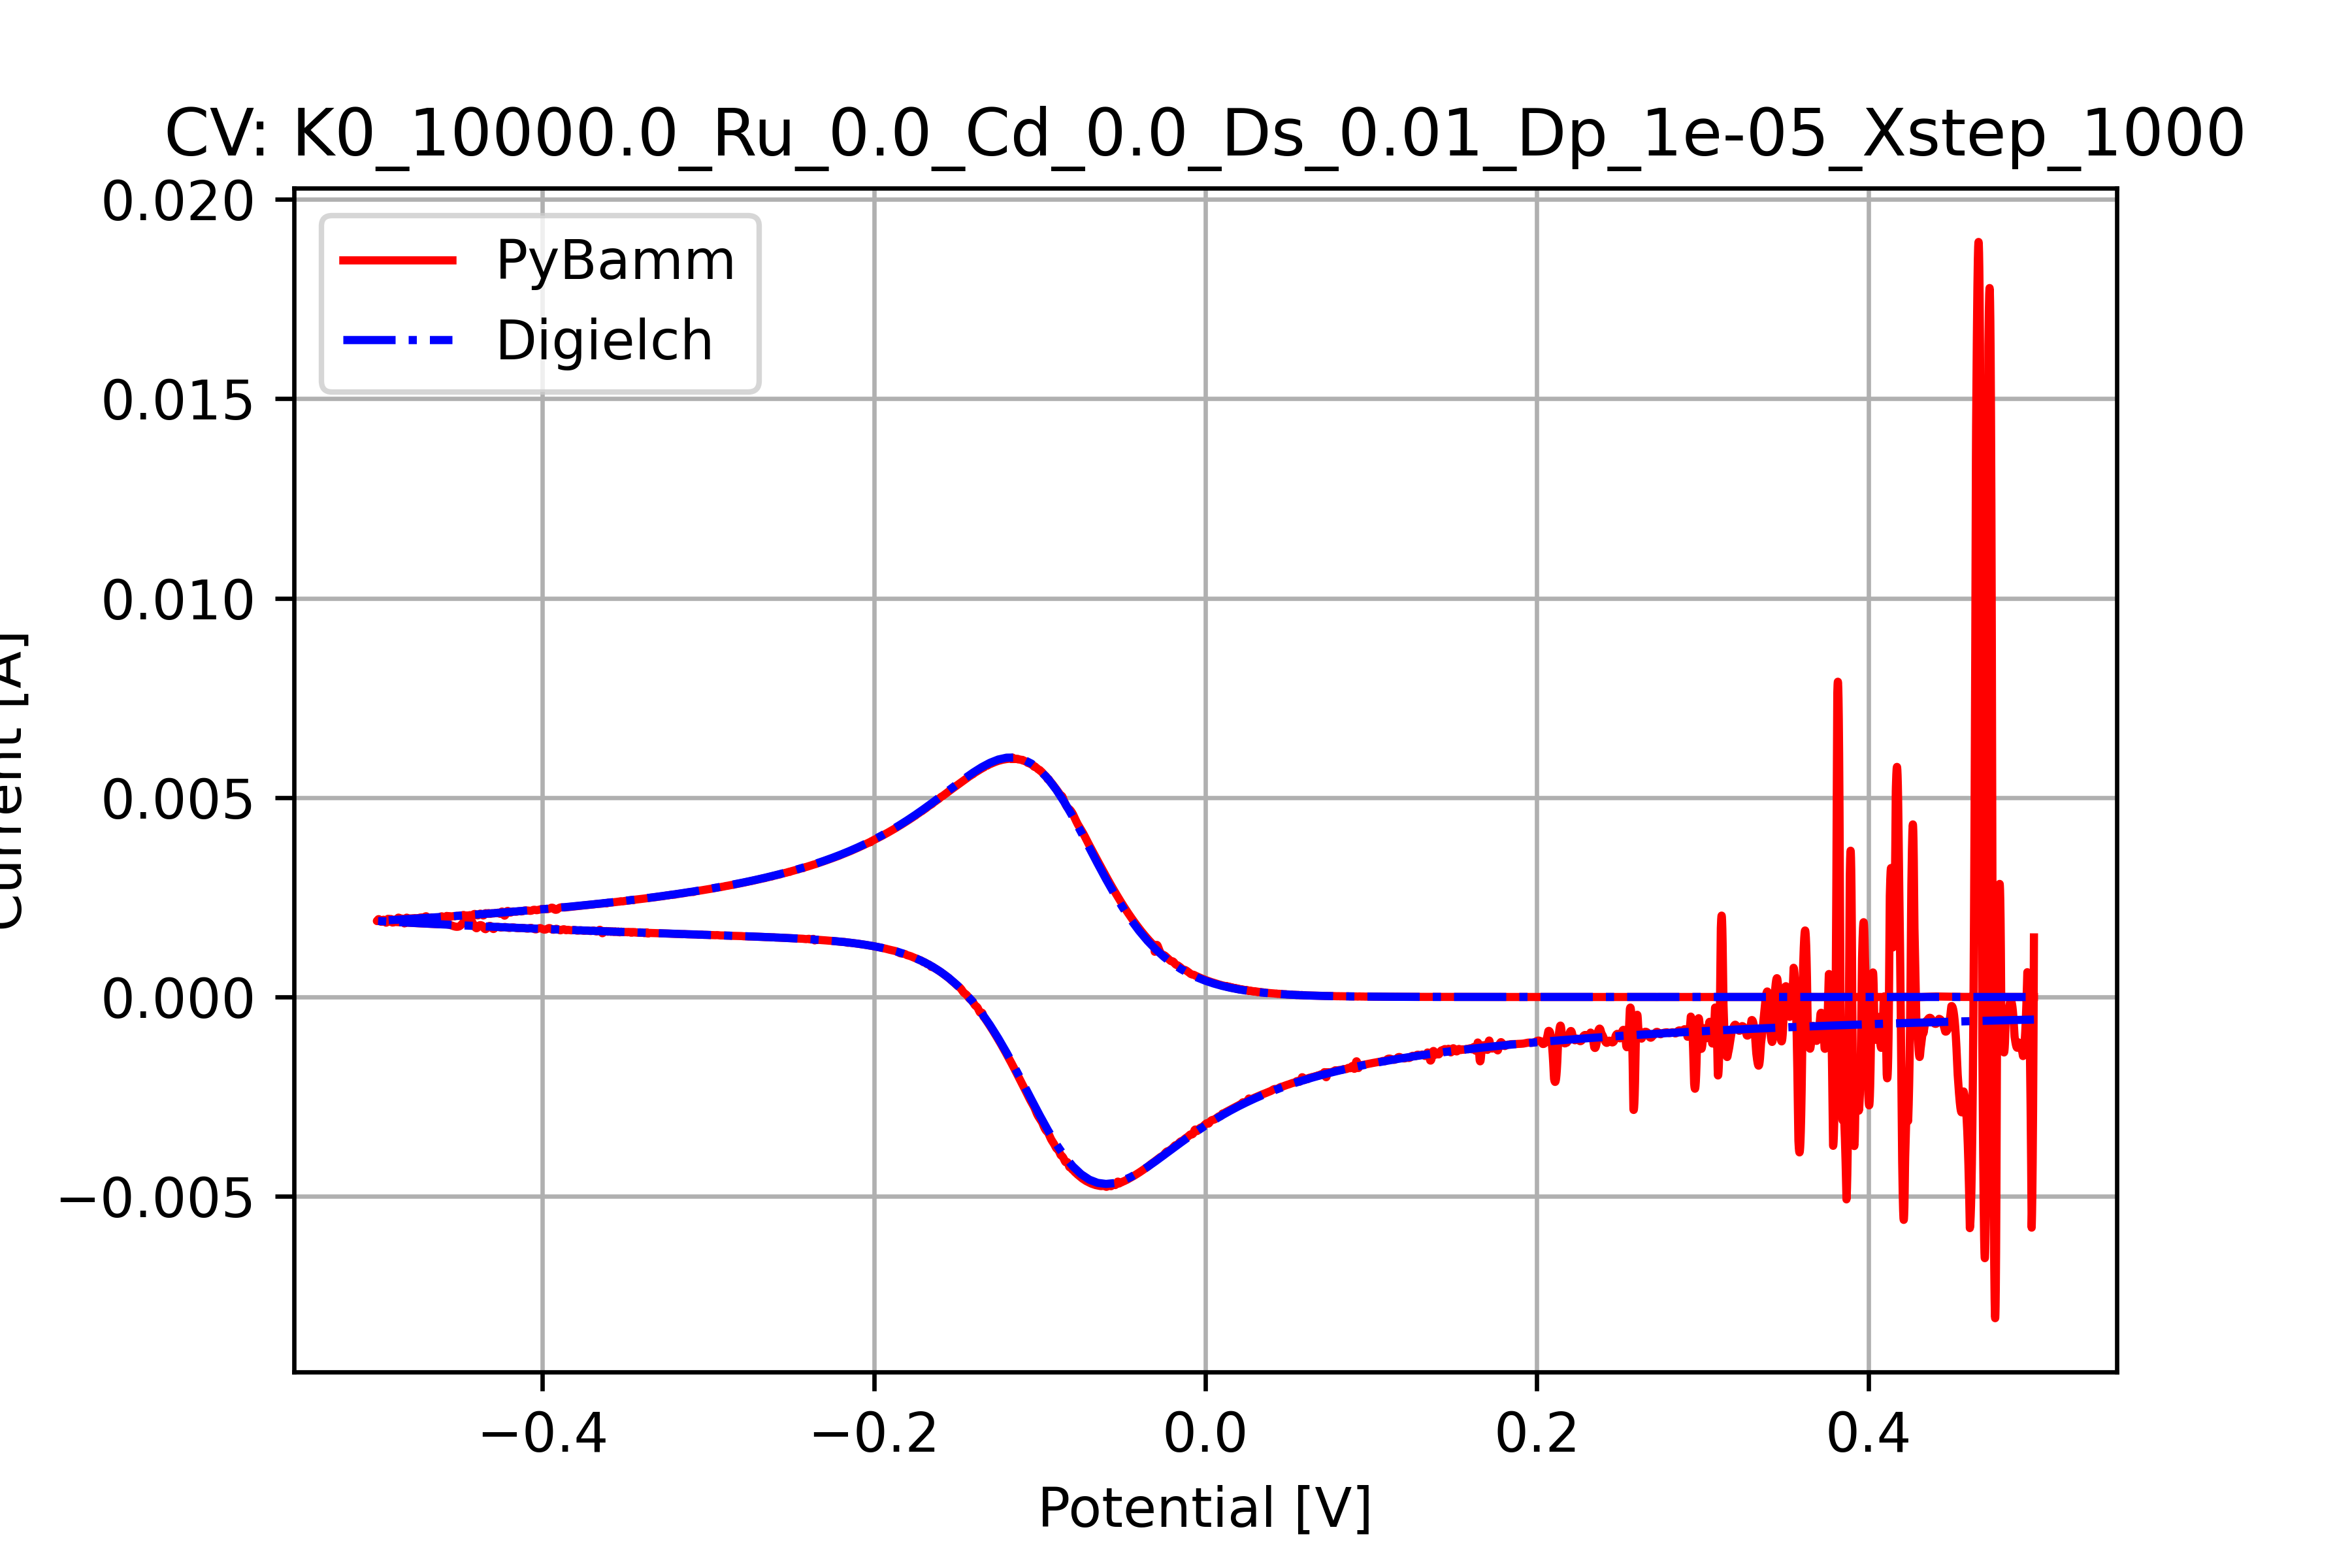 CV: K0_10000.0_Ru_0.0_Cd_0.0_Ds_0.01_Dp_1e-05_Xstep_1000
PyBamm
Digielch
0.020
0.015
0.010
0.005
0.000
−0.005
Current [A]
−0.4
−0.2
0.0
0.2
0.4
Potential [V]